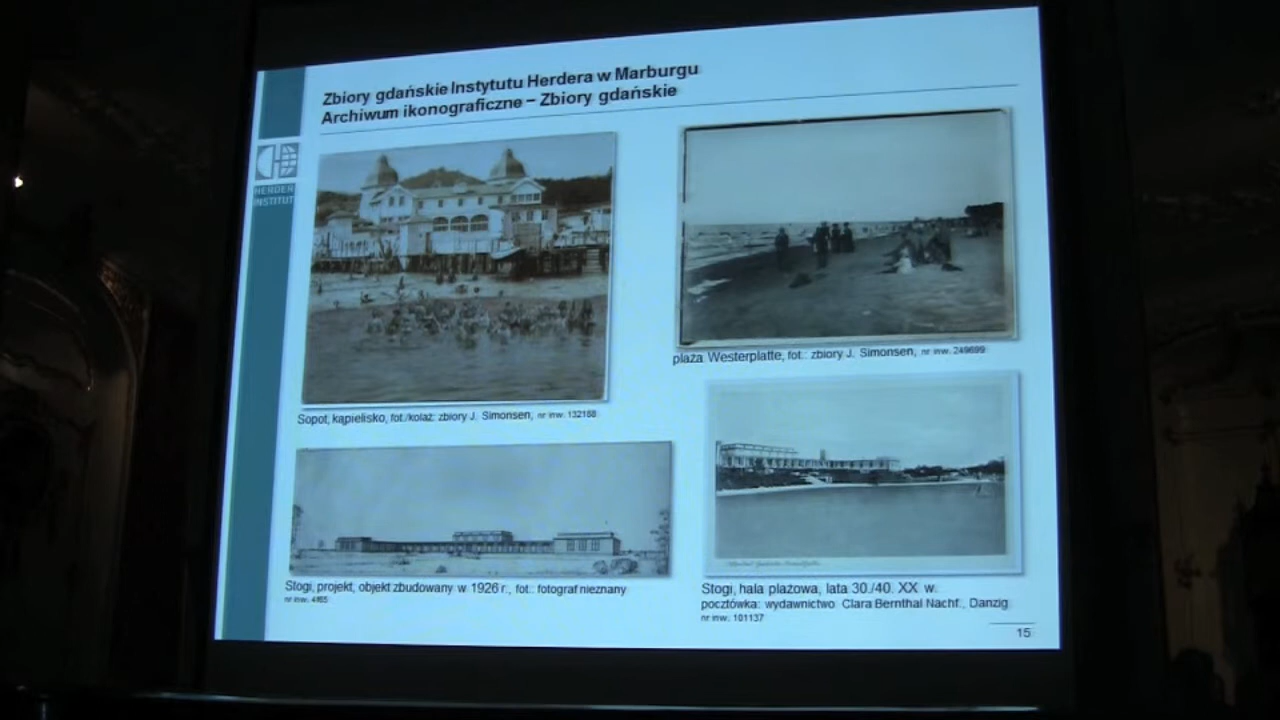 Zbiory gdańskie Instytutu Herdera w Marburgu
Archiwum ikonograficzne – Zbiory gdańskie
HERDER
INSTITUT
Sopot, kąpielisko, fot./kolaż: zbiory J. Simonsen, nr inw. 132188
plaża Westerplatte, fot.: zbiory J. Simonsen, nr inw. 249699
Stogi, projekt, objekt zbudowany w 1926 r., fot.: fotograf nieznany
nr inw. 4165
Stogi, hala plażowa, lata 30./40. XX w.
pocztówka: wydawnictwo Clara Bernthal Nachf., Danzig
nr inw. 101137
15